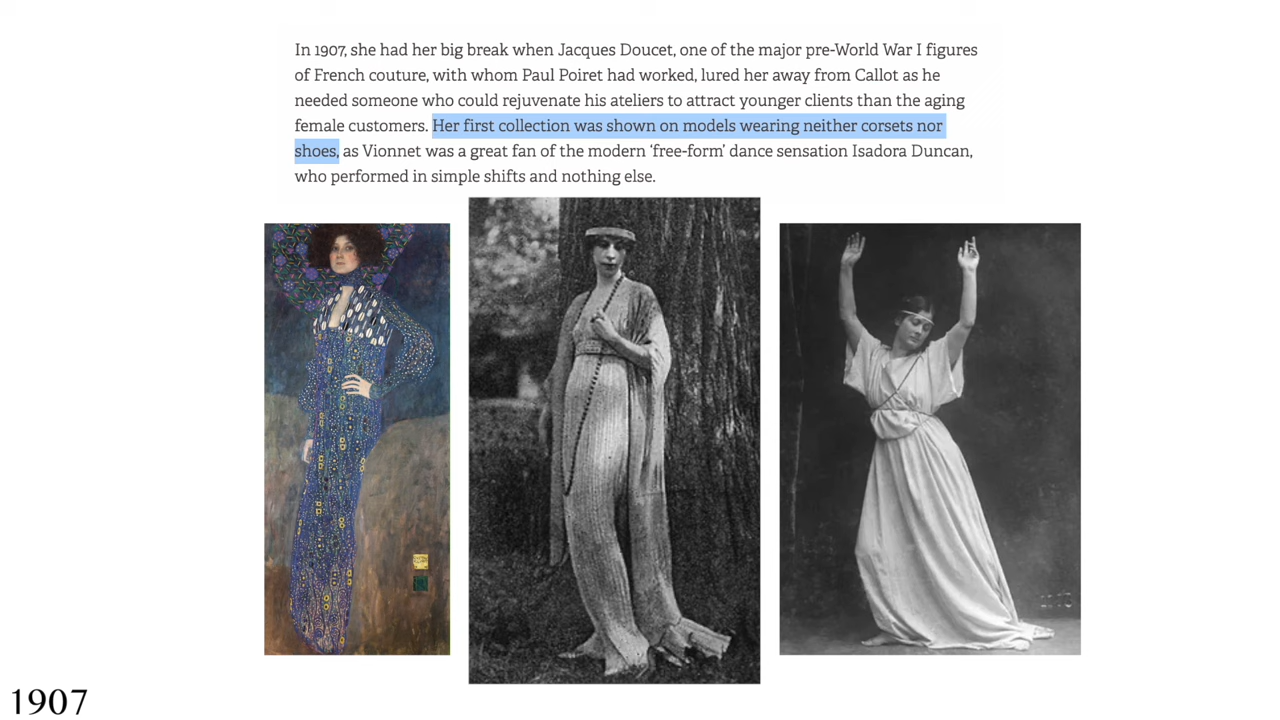 In 1907, she had her big break when Jacques Doucet, one of the major pre-World War I figures
of French couture, with whom Paul Poiret had worked, lured her away from Callot as he
needed someone who could rejuvenate his ateliers to attract younger clients than the aging
female customers. Her first collection was shown on models wearing neither corsets nor
shoes, as Vionnet was a great fan of the modern ‘free-form’ dance sensation Isadora Duncan,
who performed in simple shifts and nothing else.
1907